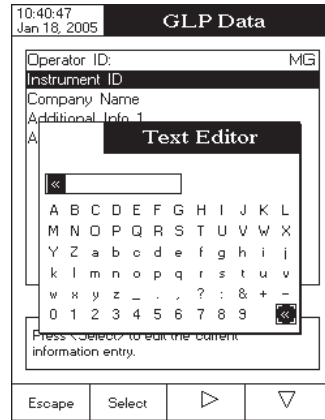 10:40:47
Jan 18, 2005
GLP Data
Operator ID: MG
Instrument ID
Company Name
Additional Info 1
A
Text Editor
«
A B C D E F G H I J K L
M N O P Q R S T U V W X
Y Z a b c d e f g h i j
k l m n o p q r s t u v
w x y z _ . , ? : & + -
0 1 2 3 4 5 6 7 8 9 «
Press <Select> to edit the current
information entry.
Escape Select ▷ ▽